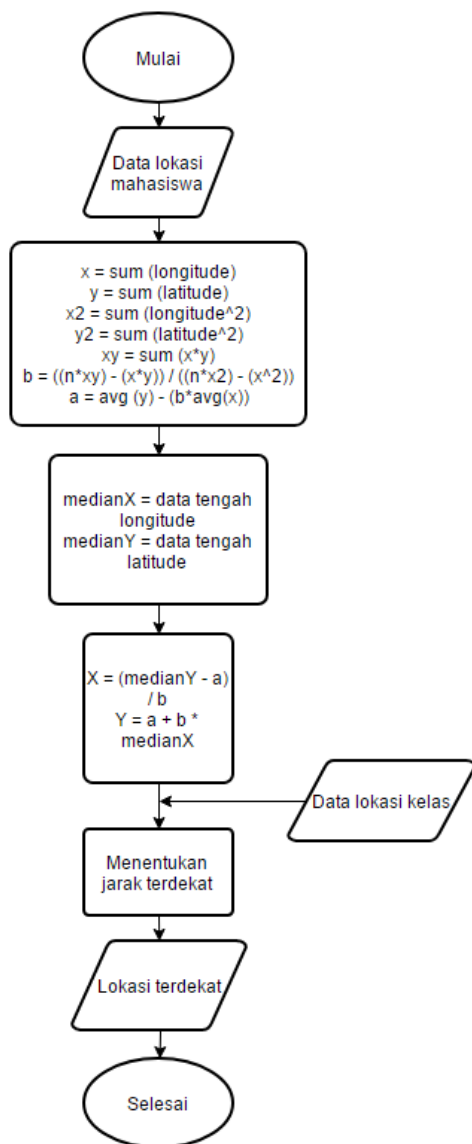 Mulai
Data lokasi
mahasiswa
x = sum (longitude)
y = sum (latitude)
x2 = sum (longitude^2)
y2 = sum (latitude^2)
xy = sum (x*y)
b = ((n*xy) - (x*y)) / ((n*x2) - (x^2))
a = avg (y) - (b*avg(x))
medianX = data tengah
longitude
medianY = data tengah
latitude
X = (medianY - a)
/ b
Y = a + b *
medianX
Data lokasi kelas
Menentukan
jarak terdekat
Lokasi terdekat
Selesai